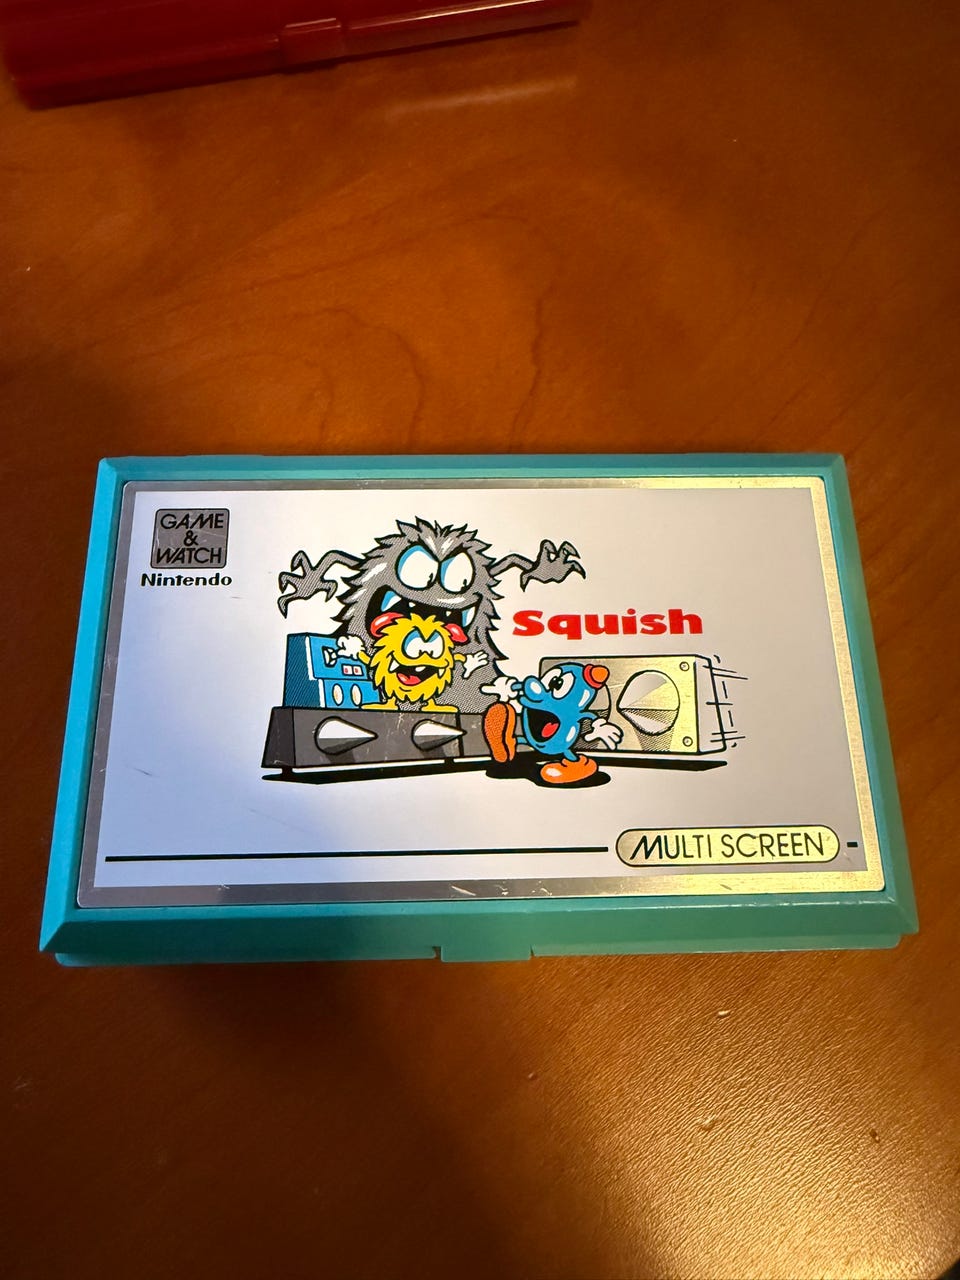 GAME
&
WATCH
Nintendo
Squish
MULTI SCREEN